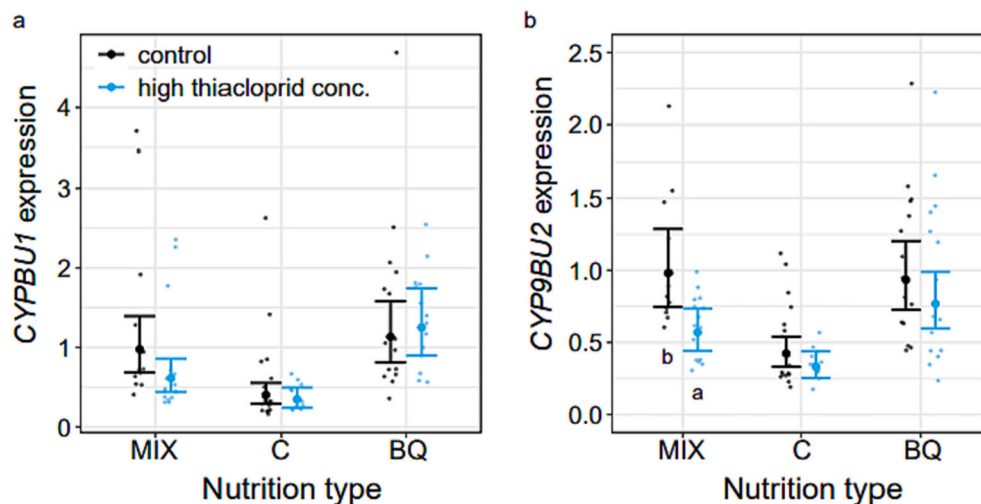 a
control
high thiacloprid conc.
CYPBU1 expression
4
3
2
1
0
MIX C BQ
Nutrition type
b
CYP9BU2 expression
2.5
2.0
1.5
1.0
0.5
0.0
b
a
MIX C BQ
Nutrition type